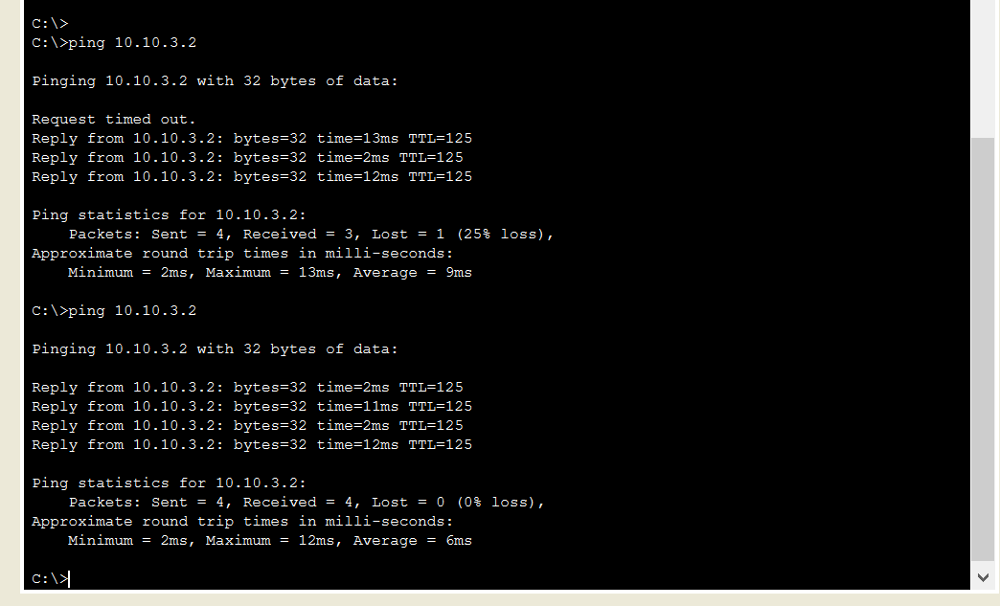 C:\>
C:\>ping 10.10.3.2
Pinging 10.10.3.2 with 32 bytes of data:
Request timed out.
Reply from 10.10.3.2: bytes=32 time=13ms TTL=125
Reply from 10.10.3.2: bytes=32 time=2ms TTL=125
Reply from 10.10.3.2: bytes=32 time=12ms TTL=125
Ping statistics for 10.10.3.2:
    Packets: Sent = 4, Received = 3, Lost = 1 (25% loss),
Approximate round trip times in milli-seconds:
    Minimum = 2ms, Maximum = 13ms, Average = 9ms
C:\>ping 10.10.3.2
Pinging 10.10.3.2 with 32 bytes of data:
Reply from 10.10.3.2: bytes=32 time=2ms TTL=125
Reply from 10.10.3.2: bytes=32 time=11ms TTL=125
Reply from 10.10.3.2: bytes=32 time=2ms TTL=125
Reply from 10.10.3.2: bytes=32 time=12ms TTL=125
Ping statistics for 10.10.3.2:
    Packets: Sent = 4, Received = 4, Lost = 0 (0% loss),
Approximate round trip times in milli-seconds:
    Minimum = 2ms, Maximum = 12ms, Average = 6ms
C:\>